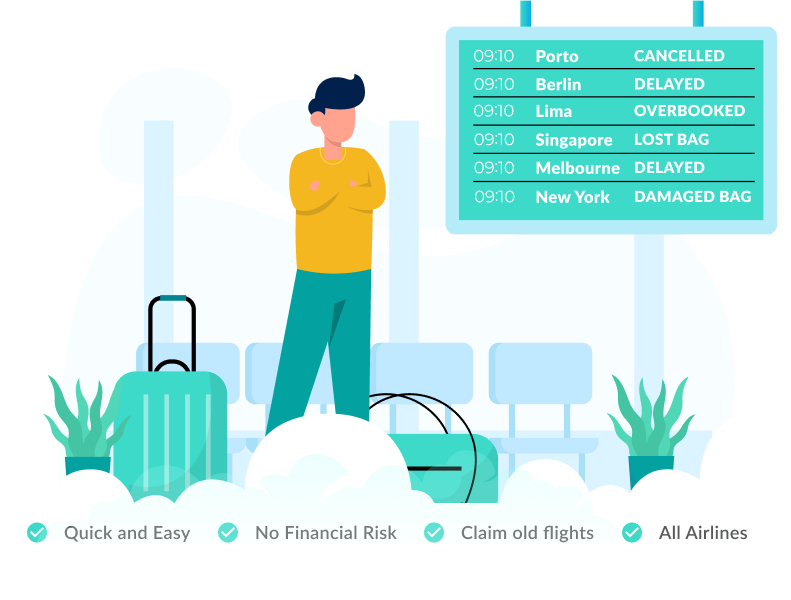 09:10 Porto CANCELLED
09:10 Berlin DELAYED
09:10 Lima OVERBOOKED
09:10 Singapore LOST BAG
09:10 Melbourne DELAYED
09:10 New York DAMAGED BAG
Quick and Easy No Financial Risk Claim old flights All Airlines